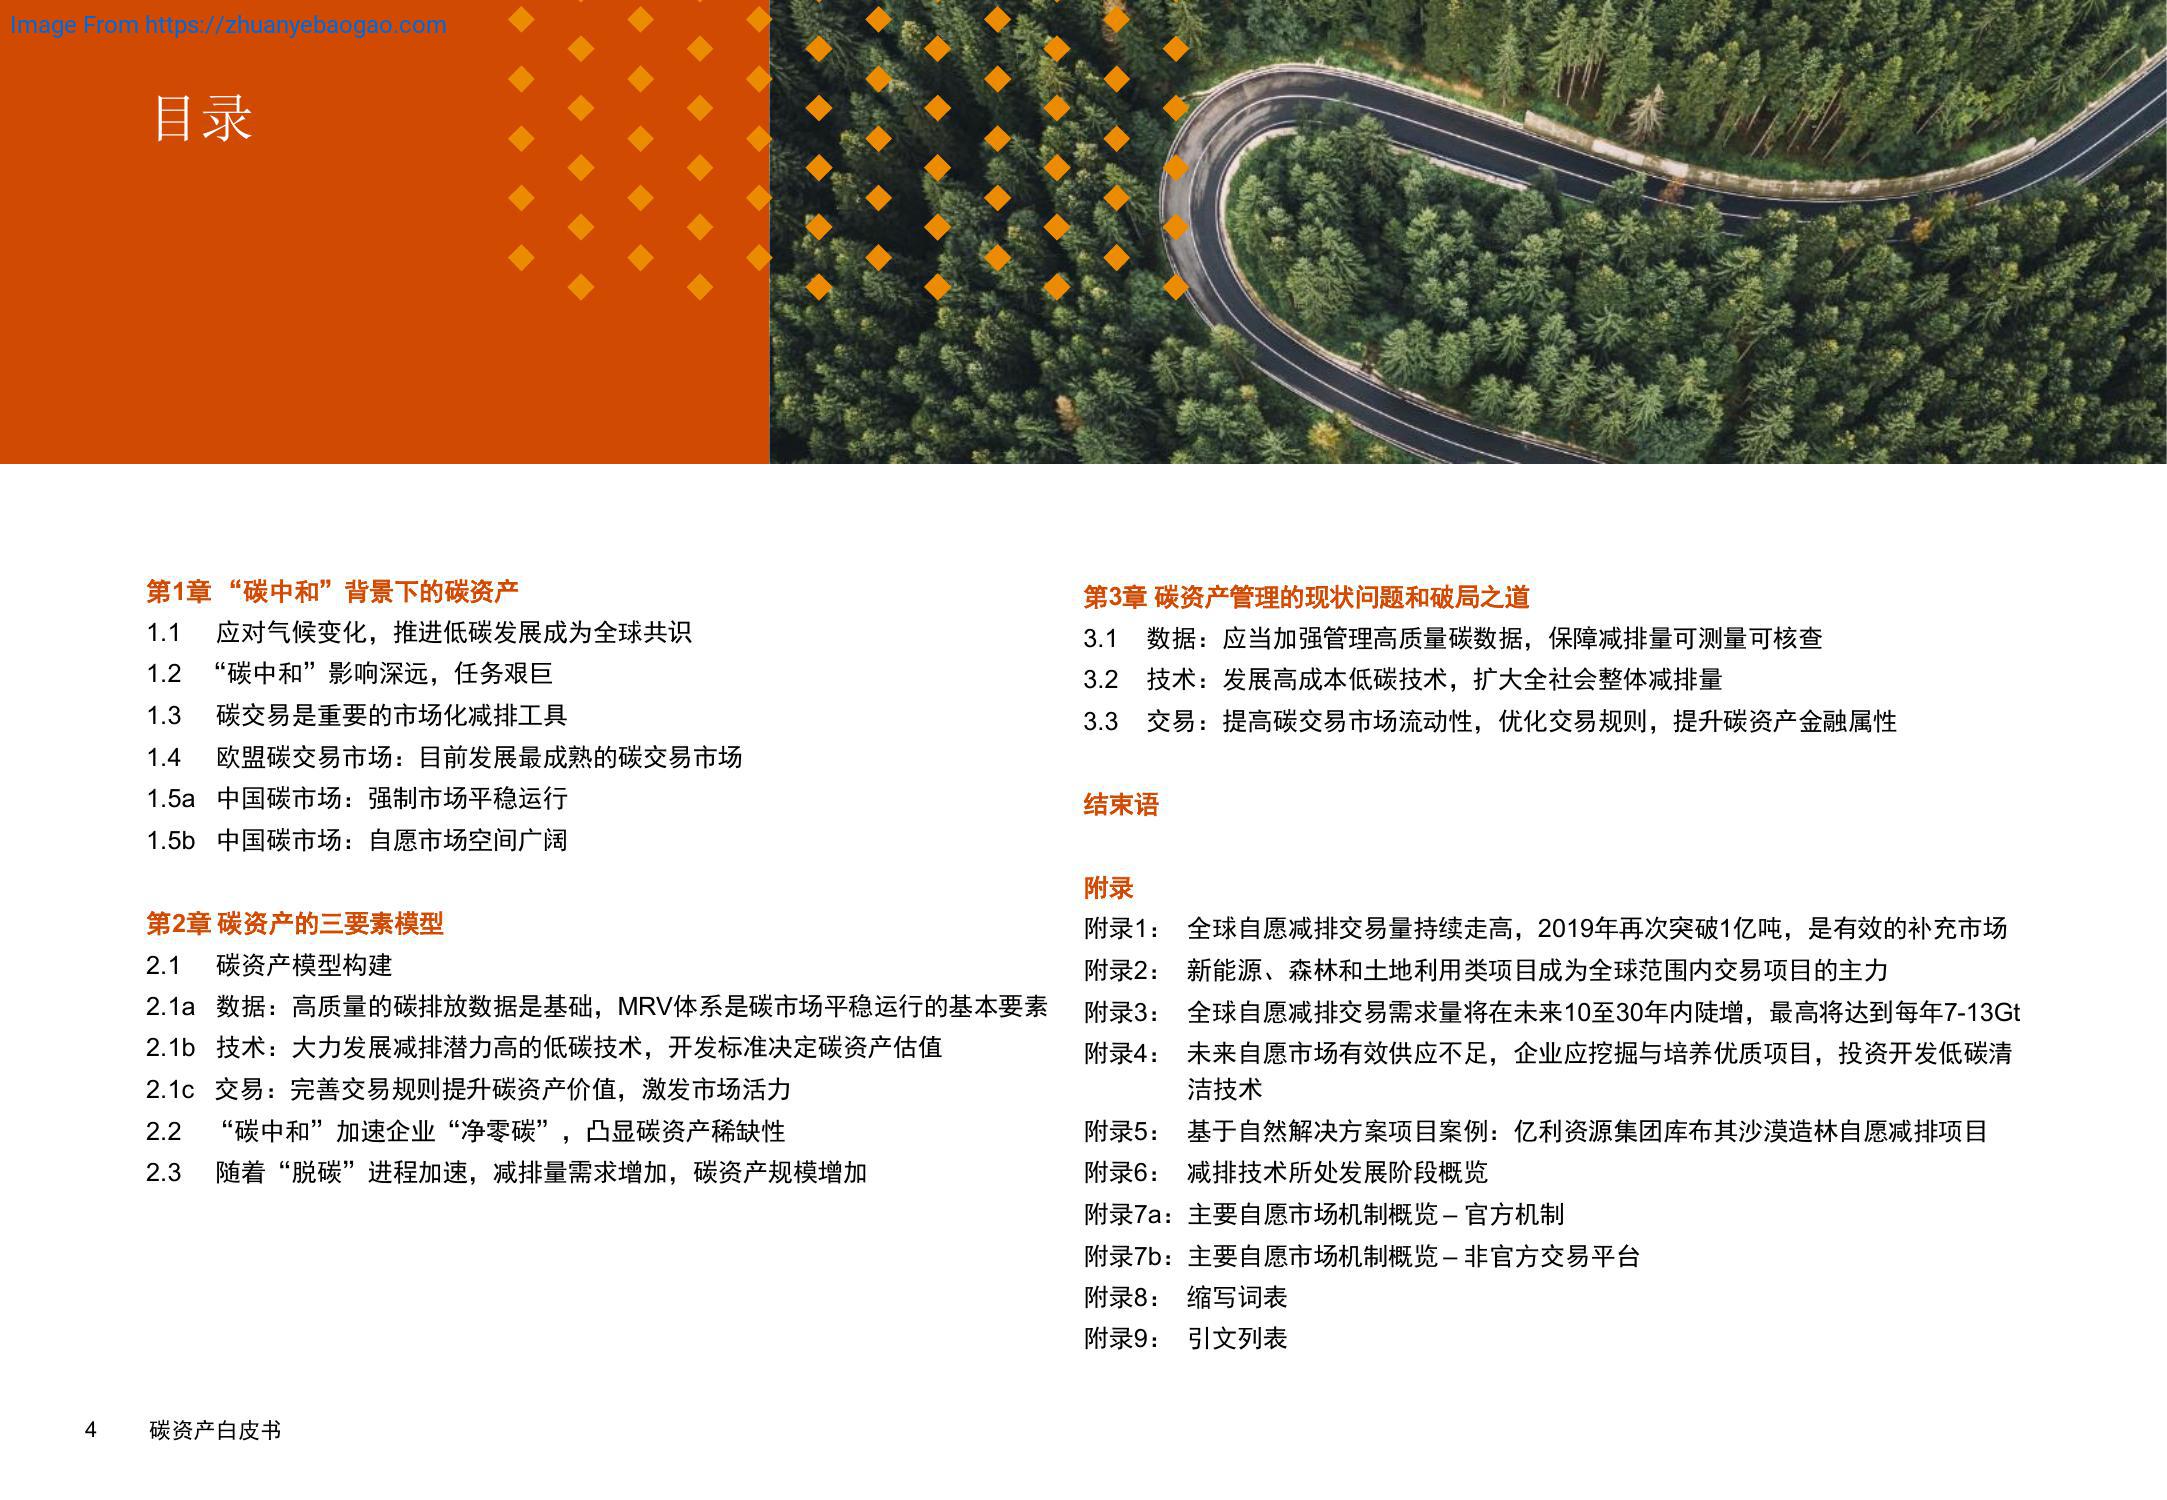 Image From https://zhuanyebaogao.com
目录
第1章 “碳中和”背景下的碳资产
1.1 应对气候变化，推进低碳发展成为全球共识
1.2 “碳中和”影响深远，任务艰巨
1.3 碳交易是重要的市场化减排工具
1.4 欧盟碳交易市场：目前发展最成熟的碳交易市场
1.5a 中国碳市场：强制市场平稳运行
1.5b 中国碳市场：自愿市场空间广阔
第2章 碳资产的三要素模型
2.1 碳资产模型构建
2.1a 数据：高质量的碳排放数据是基础，MRV体系是碳市场平稳运行的基本要素
2.1b 技术：大力发展减排潜力高的低碳技术，开发标准决定碳资产估值
2.1c 交易：完善交易规则提升碳资产价值，激发市场活力
2.2 “碳中和”加速企业“净零碳”，凸显碳资产稀缺性
2.3 随着“脱碳”进程加速，减排量需求增加，碳资产规模增加
第3章 碳资产管理的现状问题和破局之道
3.1 数据：应当加强管理高质量碳数据，保障减排量可测量可核查
3.2 技术：发展高成本低碳技术，扩大全社会整体减排量
3.3 交易：提高碳交易市场流动性，优化交易规则，提升碳资产金融属性
结束语
附录
附录1： 全球自愿减排交易量持续走高，2019年再次突破1亿吨，是有效的补充市场
附录2： 新能源、森林和土地利用类项目成为全球范围内交易项目的主力
附录3： 全球自愿减排交易需求量将在未来10至30年内陡增，最高将达到每年7-13Gt
附录4： 未来自愿市场有效供应不足，企业应挖掘与培养优质项目，投资开发低碳清
洁技术
附录5： 基于自然解决方案项目案例：亿利资源集团库布其沙漠造林自愿减排项目
附录6： 减排技术所处发展阶段概览
附录7a：主要自愿市场机制概览 – 官方机制
附录7b：主要自愿市场机制概览 – 非官方交易平台
附录8： 缩写词表
附录9： 引文列表
4 碳资产白皮书